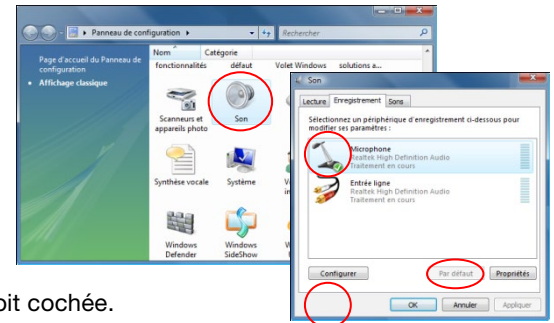 Panneau de configuration
Rechercher
Page d'accueil du Panneau de
configuration
Affichage classique
Nom Catégorie
fonctionnalités défaut Volet Windows solutions a...
Scanneurs et
appareils photo
Son
Synthèse vocale
Système
Windows
Defender
Windows
SideShow
Son
Lecture Enregistrement Sons
Sélectionnez un périphérique d'enregistrement ci-dessous pour
modifier ses paramètres :
Microphone
Realtek High Definition Audio
Traitement en cours
Entrée ligne
Realtek High Definition Audio
Traitement en cours
Configurer Par défaut Propriétés
OK Annuler Appliquer
oit cochée.